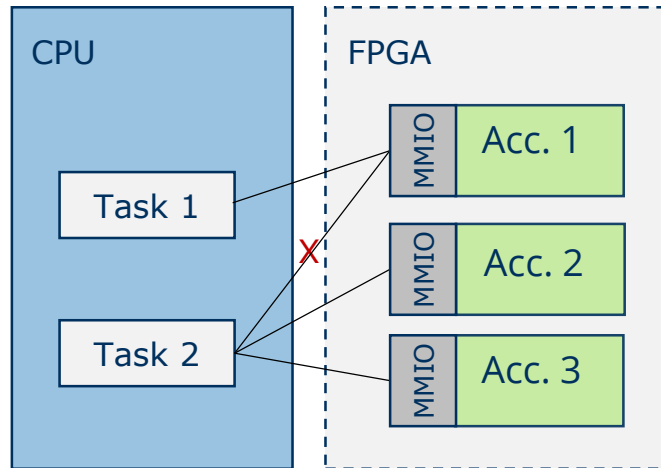 CPU
FPGA
MMIO
Acc. 1
Task 1
X
MMIO
Acc. 2
Task 2
MMIO
Acc. 3